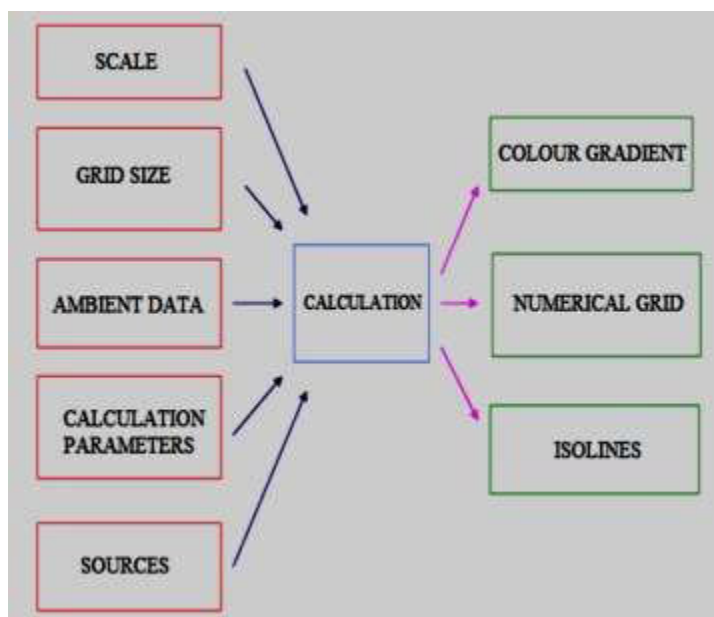 SCALE
GRID SIZE
AMBIENT DATA
CALCULATION
PARAMETERS
SOURCES
CALCULATION
COLOUR GRADIENT
NUMERICAL GRID
ISOLINES